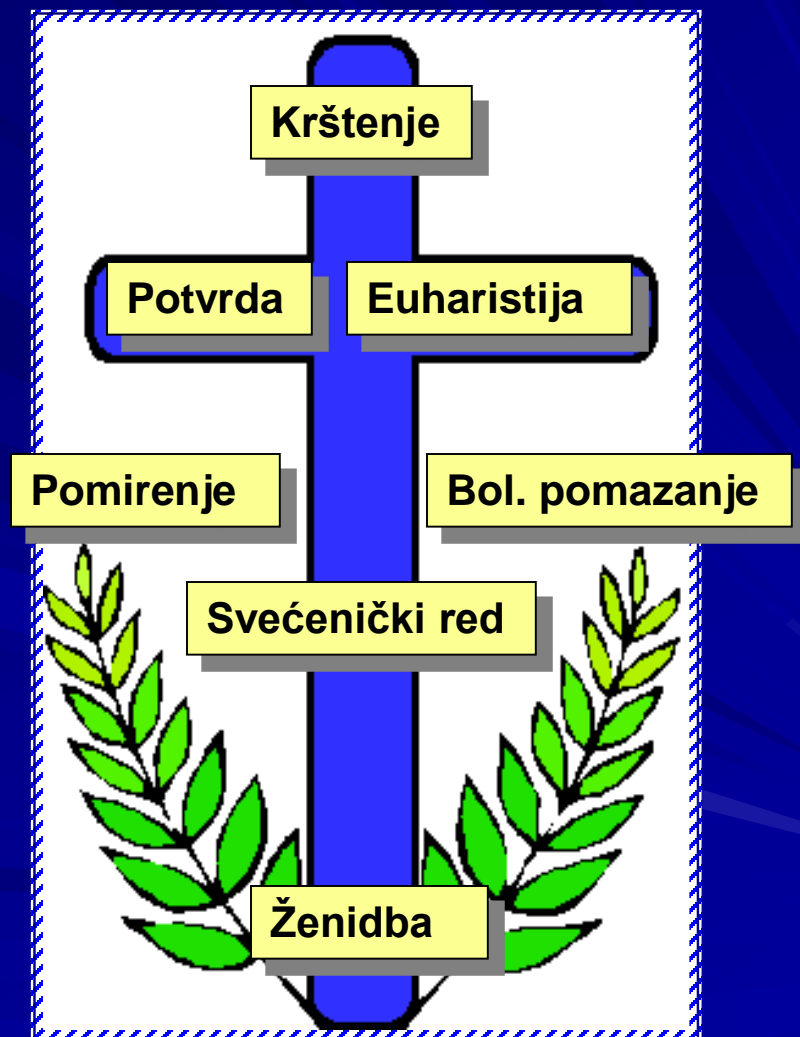 Krštenje
Potvrda
Euharistija
Pomirenje
Bol. pomazanje
Svećenički red
Ženidba